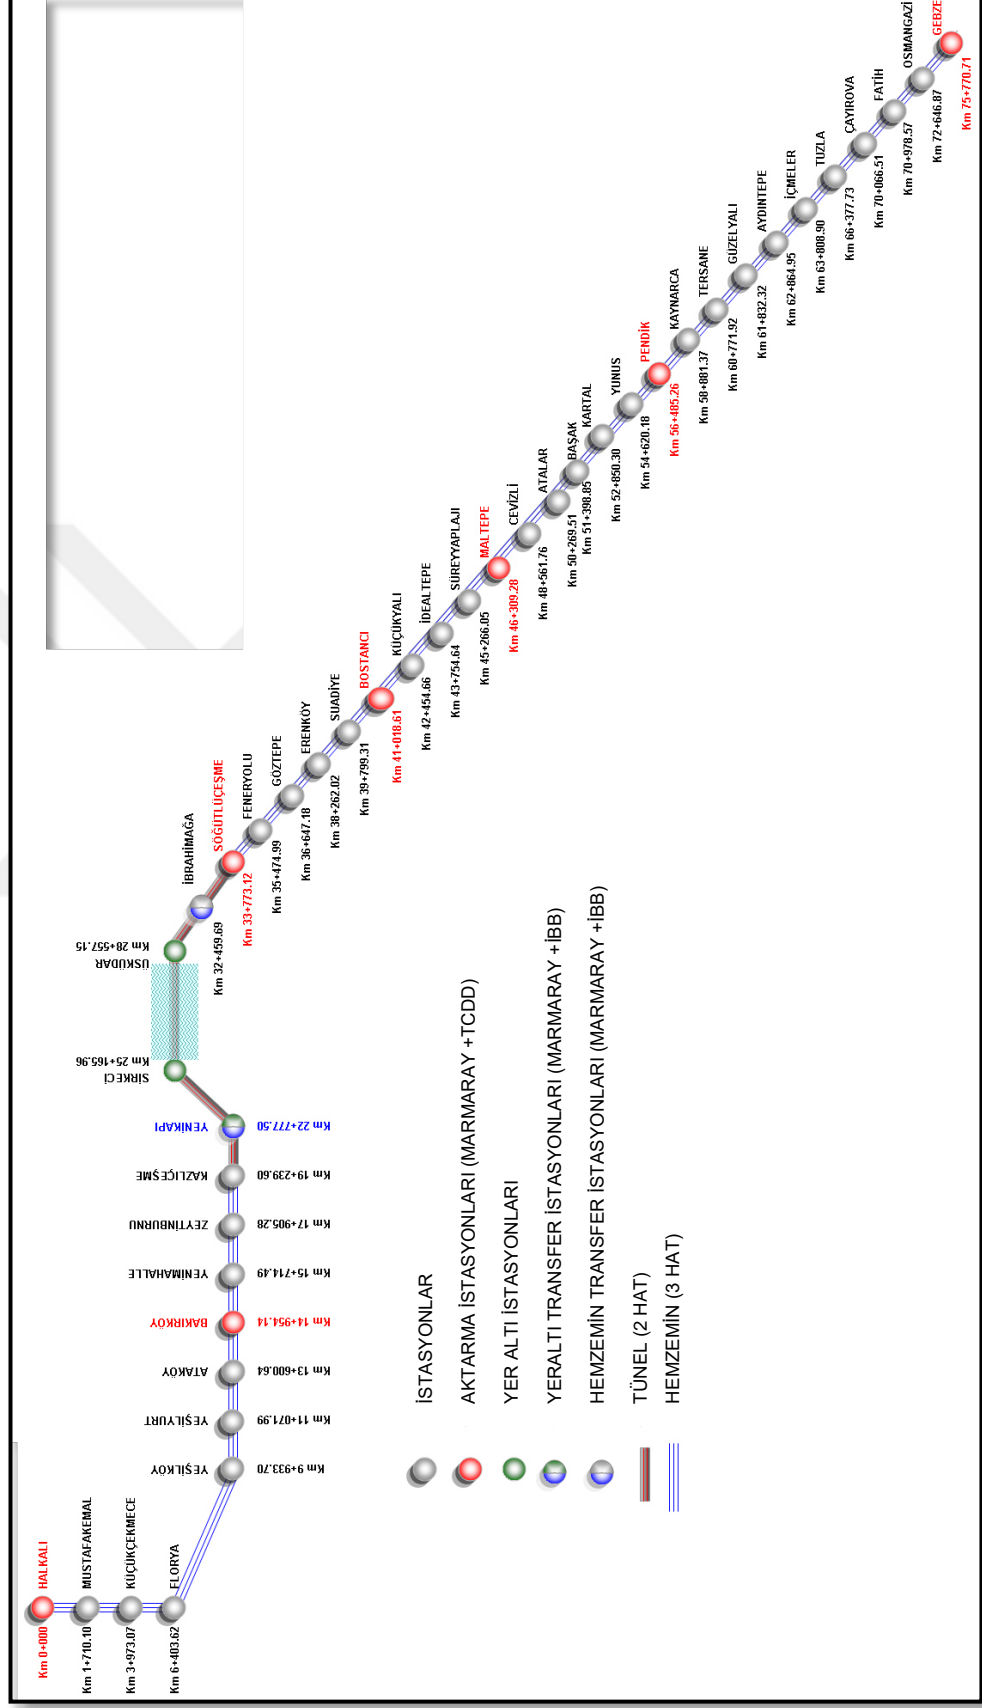 HALKALI
Km 0+000
MUSTAFAKEMAL
Km 1+710.10
KÜÇÜKÇEKMECE
Km 3+973.07
FLORYA
Km 6+403.62
YEŞİLKÖY
Km 9+933.70
YEŞİLYURT
Km 11+071.99
ATAKÖY
Km 13+600.64
BAKIRKÖY
Km 14+954.14
YENİMAHALLE
Km 15+714.49
ZEYTİNBURNU
Km 17+905.28
KAZLIÇEŞME
Km 19+239.60
YENİKAPI
Km 22+777.50
SİRKECİ
Km 25+165.96
ÜSKÜDAR
Km 28+557.15
İBRAHİMAĞA
Km 32+459.69
SÖĞÜTLÜÇEŞME
Km 33+773.12
FENERYOLU
Km 35+474.99
GÖZTEPE
Km 36+647.18
ERENKÖY
Km 38+262.02
SUADİYE
Km 39+799.31
BOSTANCI
Km 41+018.61
KÜÇÜKYALI
Km 42+454.66
İDEALTEPE
Km 43+754.64
SÜREYYAPLAJI
Km 45+266.05
MALTEPE
Km 46+309.28
CEVİZLİ
Km 48+561.76
ATALAR
Km 50+269.51
BAŞAK
Km 51+398.85
KARTAL
Km 52+850.30
YUNUS
Km 54+620.18
PENDİK
Km 56+485.26
KAYNARCA
Km 58+881.37
TERSANE
Km 60+771.92
GÜZELYALI
Km 61+832.32
AYDINTEPE
Km 62+864.95
İÇMELER
Km 63+808.90
TUZLA
Km 66+377.73
ÇAYIROVA
Km 70+066.51
FATİH
Km 70+978.57
OSMANGAZİ
Km 72+646.87
GEBZE
Km 75+770.71
İSTASYONLAR
AKTARMA İSTASYONLARI (MARMARAY +TCDD)
YER ALTI İSTASYONLARI
YERALTI TRANSFER İSTASYONLARI (MARMARAY +İBB)
HEMZEMİN TRANSFER İSTASYONLARI (MARMARAY +İBB)
TÜNEL (2 HAT)
HEMZEMİN (3 HAT)